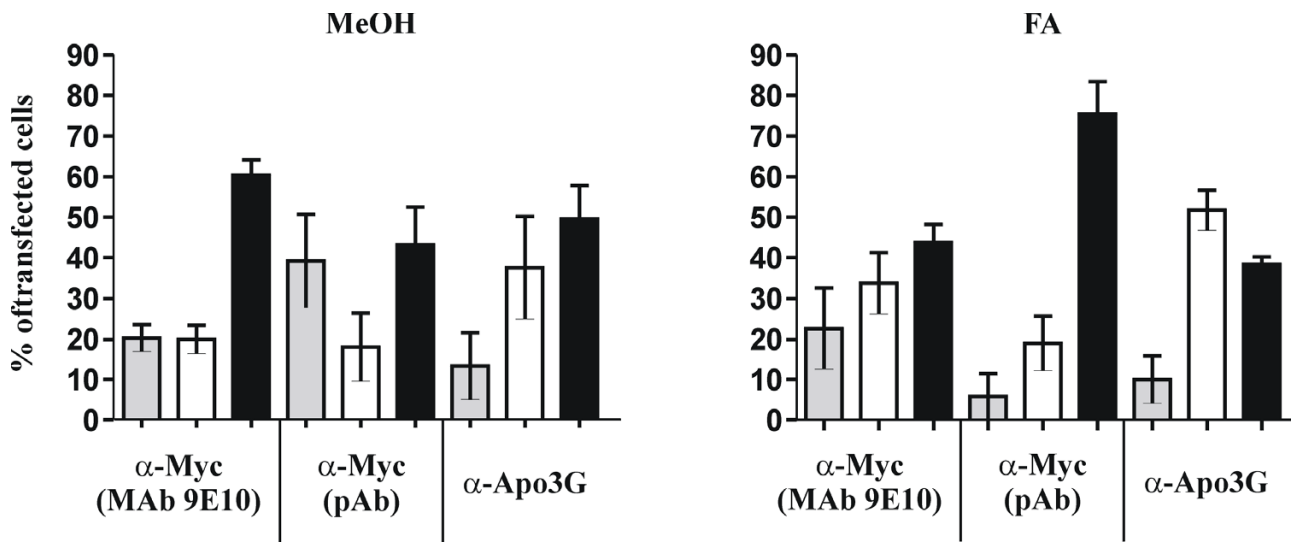 MeOH
% oftransfected cells
90
80
70
60
50
40
30
20
10
0
α-Myc
(MAb 9E10)
α-Myc
(pAb)
α-Apo3G
FA
90
80
70
60
50
40
30
20
10
0
α-Myc
(MAb 9E10)
α-Myc
(pAb)
α-Apo3G